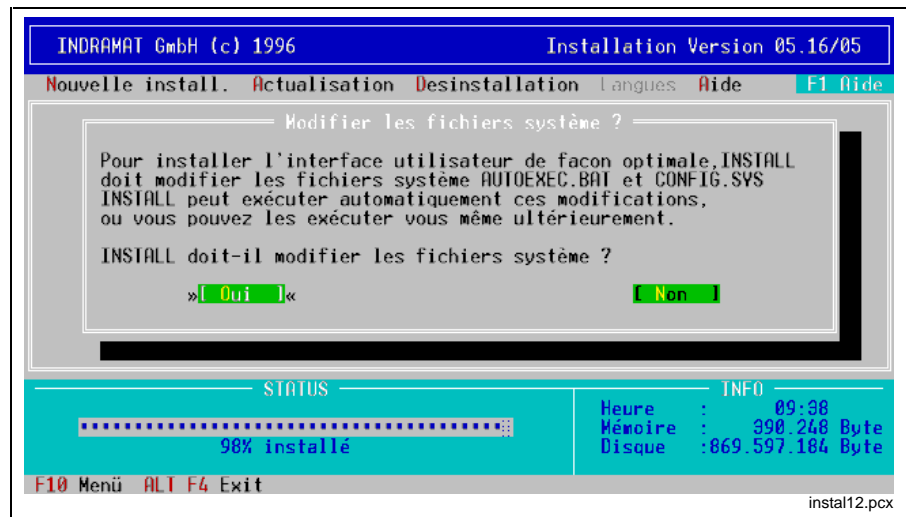 INDRAMAT GmbH (c) 1996 Installation Version 05.16/05
Nouvelle install. Actualisation Desinstallation Langues Aide F1 Aide
Modifier les fichiers système ?
Pour installer l'interface utilisateur de facon optimale,INSTALL
doit modifier les fichiers système AUTOEXEC.BAT et CONFIG.SYS
INSTALL peut exécuter automatiquement ces modifications,
ou vous pouvez les exécuter vous même ultérieurement.
INSTALL doit-il modifier les fichiers système ?
»[ Oui ]« [ Non ]
STATUS
98% installé
INFO
Heure : 09:38
Mémoire : 390.248 Byte
Disque :869.597.184 Byte
F10 Menü ALT F4 Exit
instal12.pcx